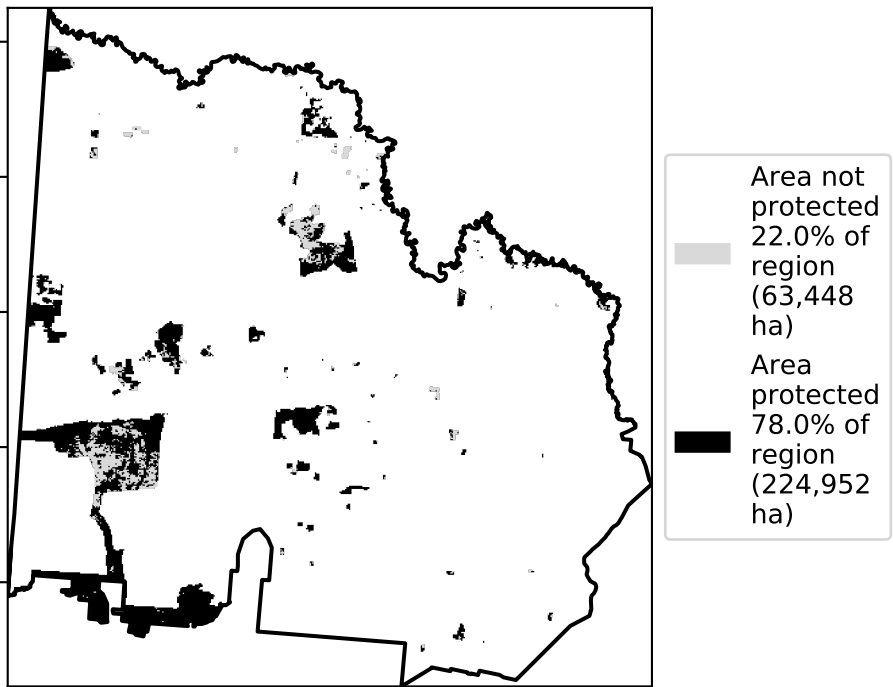 Area not
protected
22.0% of
region
(63,448
ha)
Area
protected
78.0% of
region
(224,952
ha)